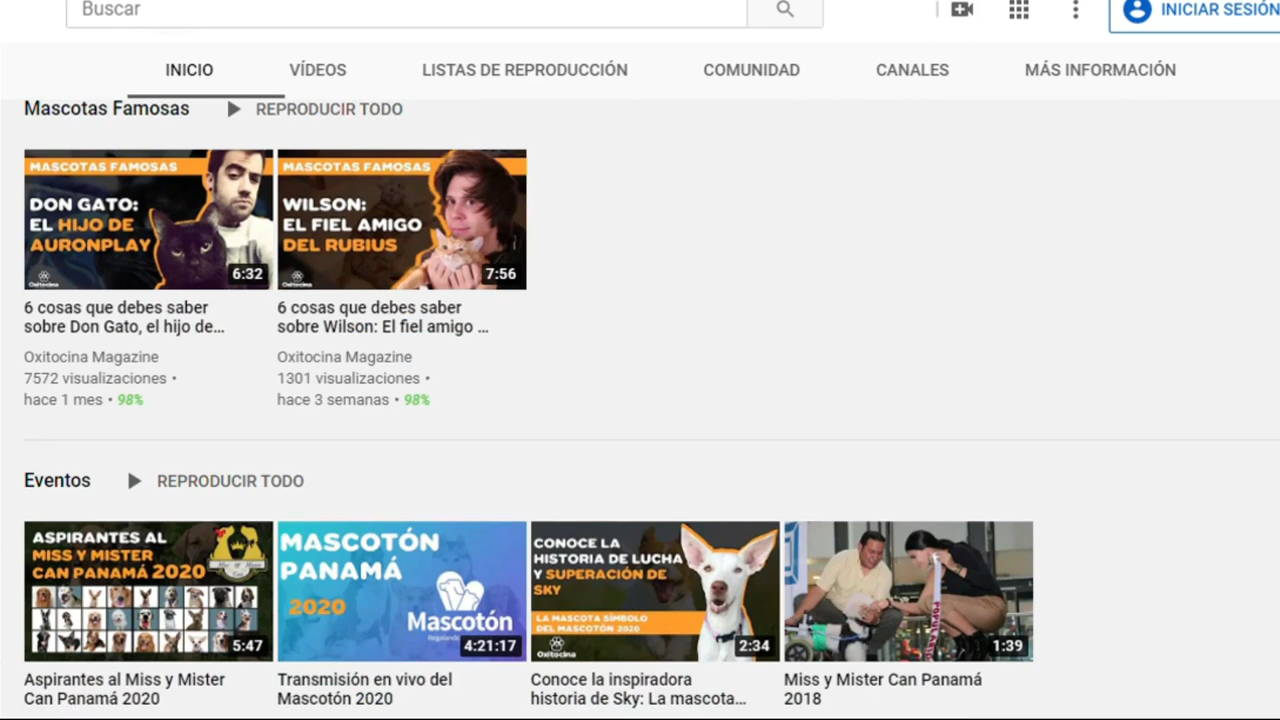 Buscar
INICIAR SESIÓN
INICIO
VÍDEOS
LISTAS DE REPRODUCCIÓN
COMUNIDAD
CANALES
MÁS INFORMACIÓN
Mascotas Famosas
REPRODUCIR TODO
MASCOTAS FAMOSAS
DON GATO:
EL HIJO DE
AURONPLAY
Oxitocina
6:32
MASCOTAS FAMOSAS
WILSON:
EL FIEL AMIGO
DEL RUBIUS
Oxitocina
7:56
6 cosas que debes saber
sobre Don Gato, el hijo de...
Oxitocina Magazine
7572 visualizaciones •
hace 1 mes • 98%
6 cosas que debes saber
sobre Wilson: El fiel amigo ...
Oxitocina Magazine
1301 visualizaciones •
hace 3 semanas • 98%
Eventos
REPRODUCIR TODO
ASPIRANTES AL
MISS Y MISTER
CAN PANAMÁ 2020
5:47
MASCOTÓN
PANAMÁ
2020
Mascotón
4:21:17
CONOCE LA
HISTORIA DE LUCHA
Y SUPERACIÓN DE
SKY
LA MASCOTA SÍMBOLO
DEL MASCOTÓN 2020
Oxitocina
2:34
1:39
Aspirantes al Miss y Mister
Can Panamá 2020
Transmisión en vivo del
Mascotón 2020
Conoce la inspiradora
historia de Sky: La mascota...
Miss y Mister Can Panamá
2018